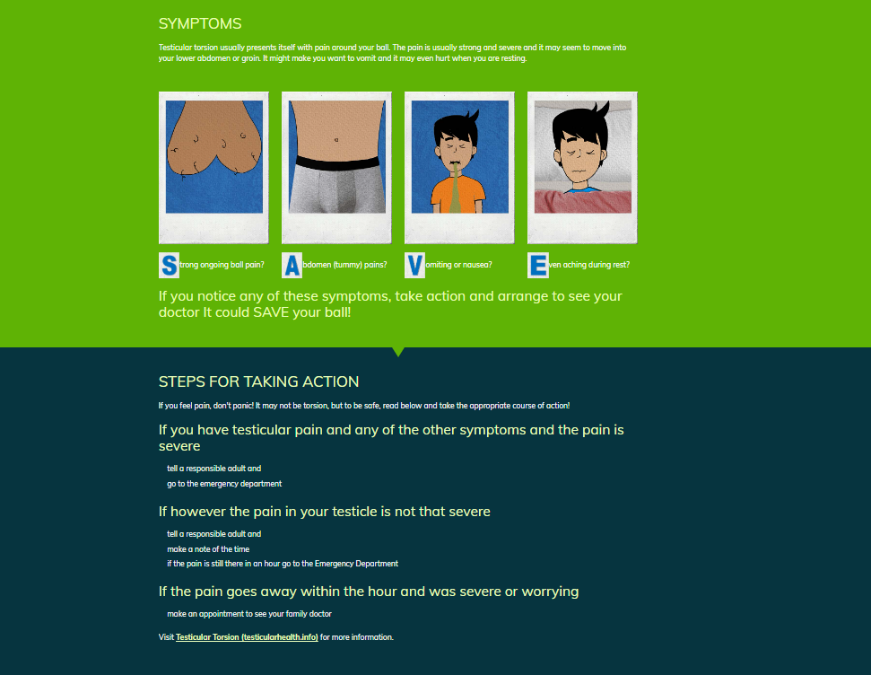 SYMPTOMS
Testicular torsion usually presents itself with pain around your ball. The pain is usually strong and severe and it may seem to move into
your lower abdomen or groin. It might make you want to vomit and it may even hurt when you are resting.
Strong ongoing ball pain? Abdomen (tummy) pains? Vomiting or nausea? Even aching during rest?
If you notice any of these symptoms, take action and arrange to see your
doctor It could SAVE your ball!
STEPS FOR TAKING ACTION
If you feel pain, don't panic! It may not be torsion, but to be safe, read below and take the appropriate course of action!
If you have testicular pain and any of the other symptoms and the pain is
severe
tell a responsible adult and
go to the emergency department
If however the pain in your testicle is not that severe
tell a responsible adult and
make a note of the time
if the pain is still there in an hour go to the Emergency Department
If the pain goes away within the hour and was severe or worrying
make an appointment to see your family doctor
Visit Testicular Torsion (testicularhealth.info) for more information.